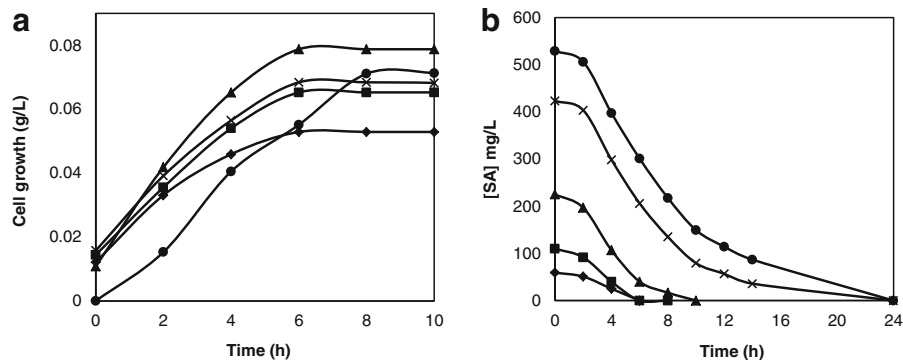 a
0.08
0.06
0.04
0.02
0
Cell growth (g/L)
0 2 4 6 8 10
Time (h)
b
600
500
400
300
200
100
0
[SA] mg/L
0 4 8 12 16 20 24
Time (h)